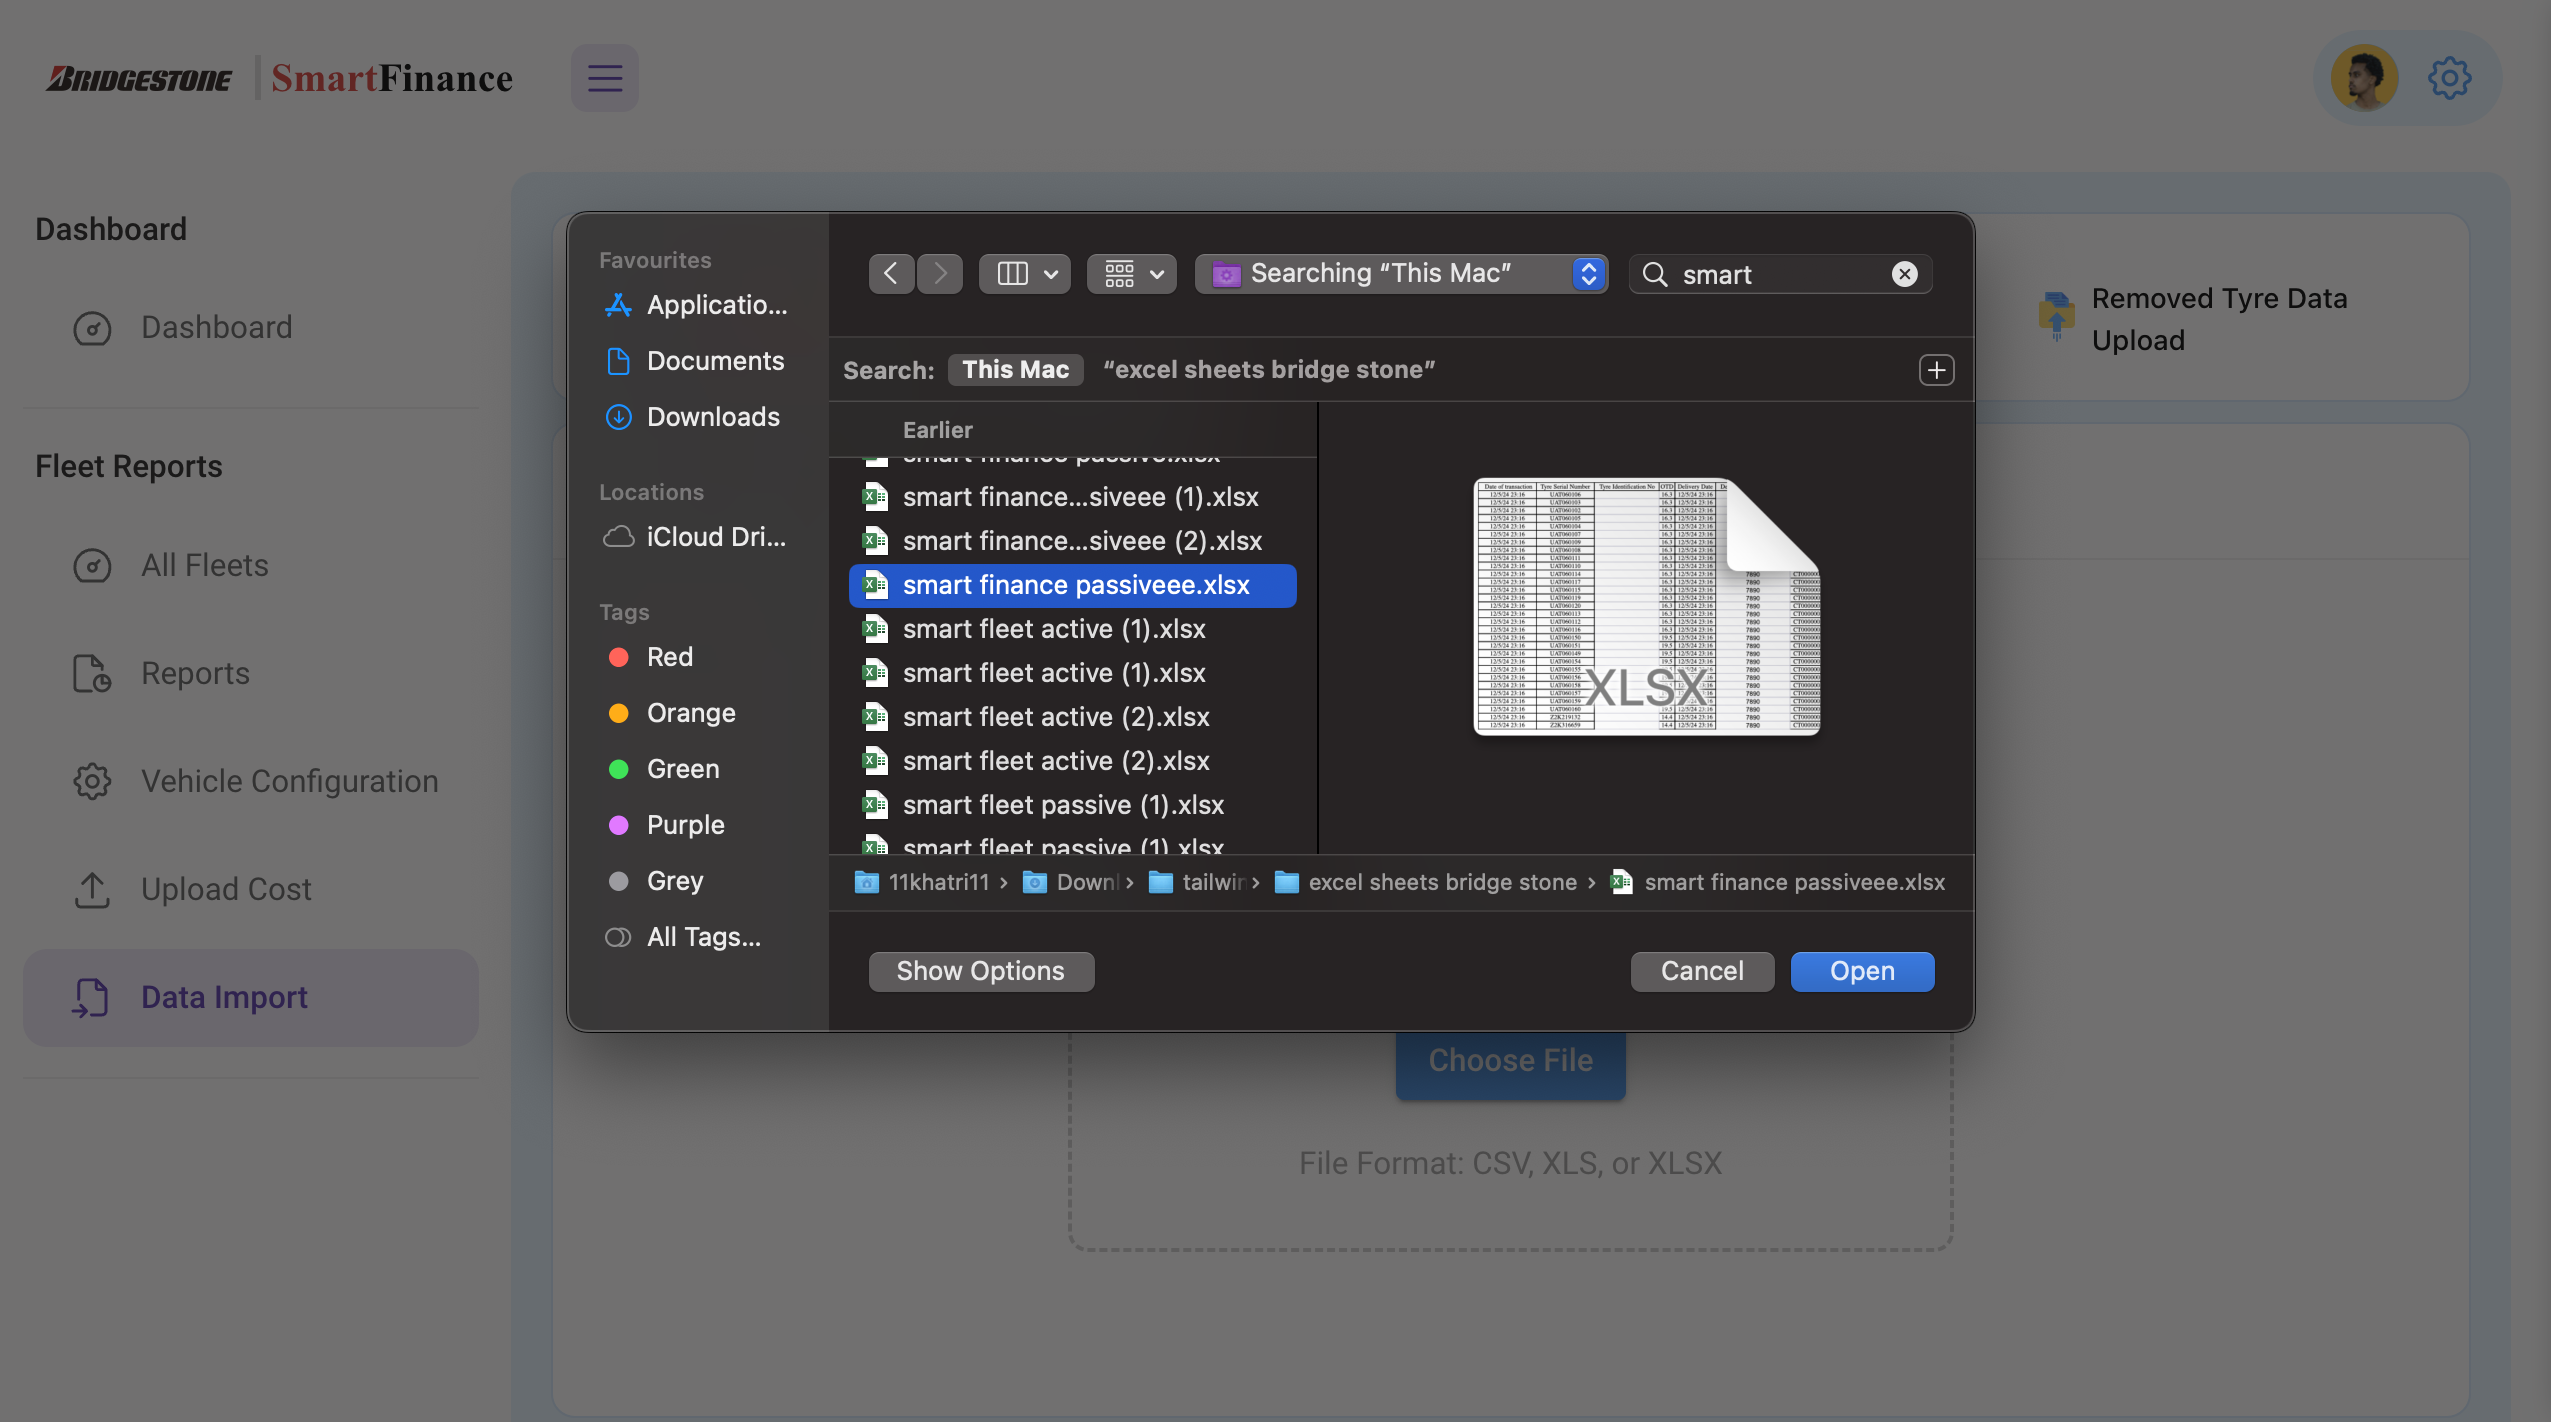 BRIDGESTONE
SmartFinance
Dashboard
Dashboard
Fleet Reports
All Fleets
Reports
Vehicle Configuration
Upload Cost
Data Import
Removed Tyre Data
Upload
Favourites
Applicatio...
Documents
Downloads
Locations
iCloud Dri...
Tags
Red
Orange
Green
Purple
Grey
All Tags...
Searching “This Mac”
smart
Search:
This Mac
“excel sheets bridge stone”
Earlier
smart finance passive.xlsx
smart finance...siveee (1).xlsx
smart finance...siveee (2).xlsx
smart finance passiveee.xlsx
smart fleet active (1).xlsx
smart fleet active (1).xlsx
smart fleet active (2).xlsx
smart fleet active (2).xlsx
smart fleet passive (1).xlsx
smart fleet passive (1).xlsx
XLSX
11khatri11 › Downl › tailwin › excel sheets bridge stone › smart finance passiveee.xlsx
Show Options
Cancel
Open
Choose File
File Format: CSV, XLS, or XLSX